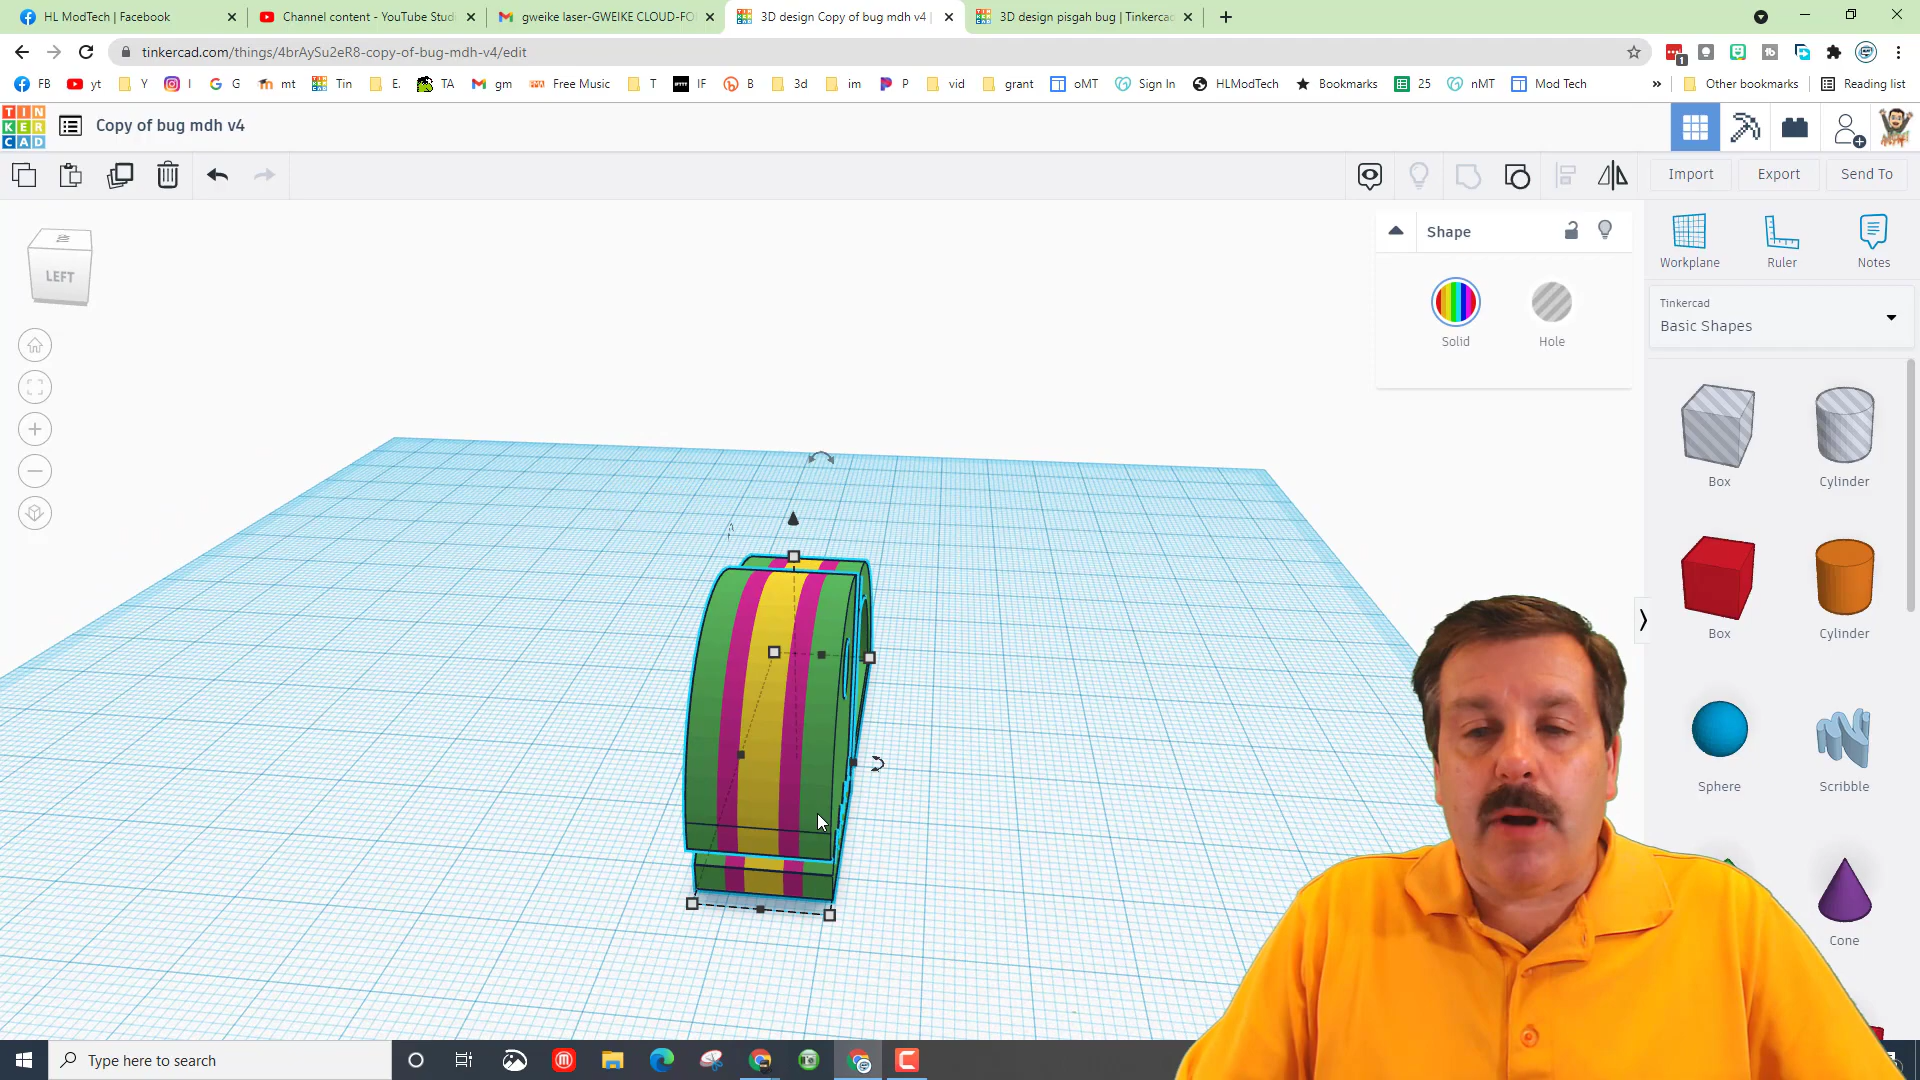 HL ModTech | Facebook
Channel content - YouTube Studi
gweike laser-GWEIKE CLOUD-FO
3D design Copy of bug mdh v4 |
3D design pisgah bug | Tinkercad
tinkercad.com/things/4brAySu2eR8-copy-of-bug-mdh-v4/edit
1
FB
yt
Y
I
G
mt
Tin
E.
TA
gm
Free Music
T
IF
B
3d
im
P
vid
grant
oMT
Sign In
HLModTech
Bookmarks
25
nMT
Mod Tech
»
Other bookmarks
Reading list
TIN
KER
CAD
Copy of bug mdh v4
Import
Export
Send To
LEFT
Shape
Solid
Hole
Workplane
Ruler
Notes
Tinkercad
Basic Shapes
Box
Cylinder
Box
Cylinder
Sphere
Scribble
Cone
Type here to search